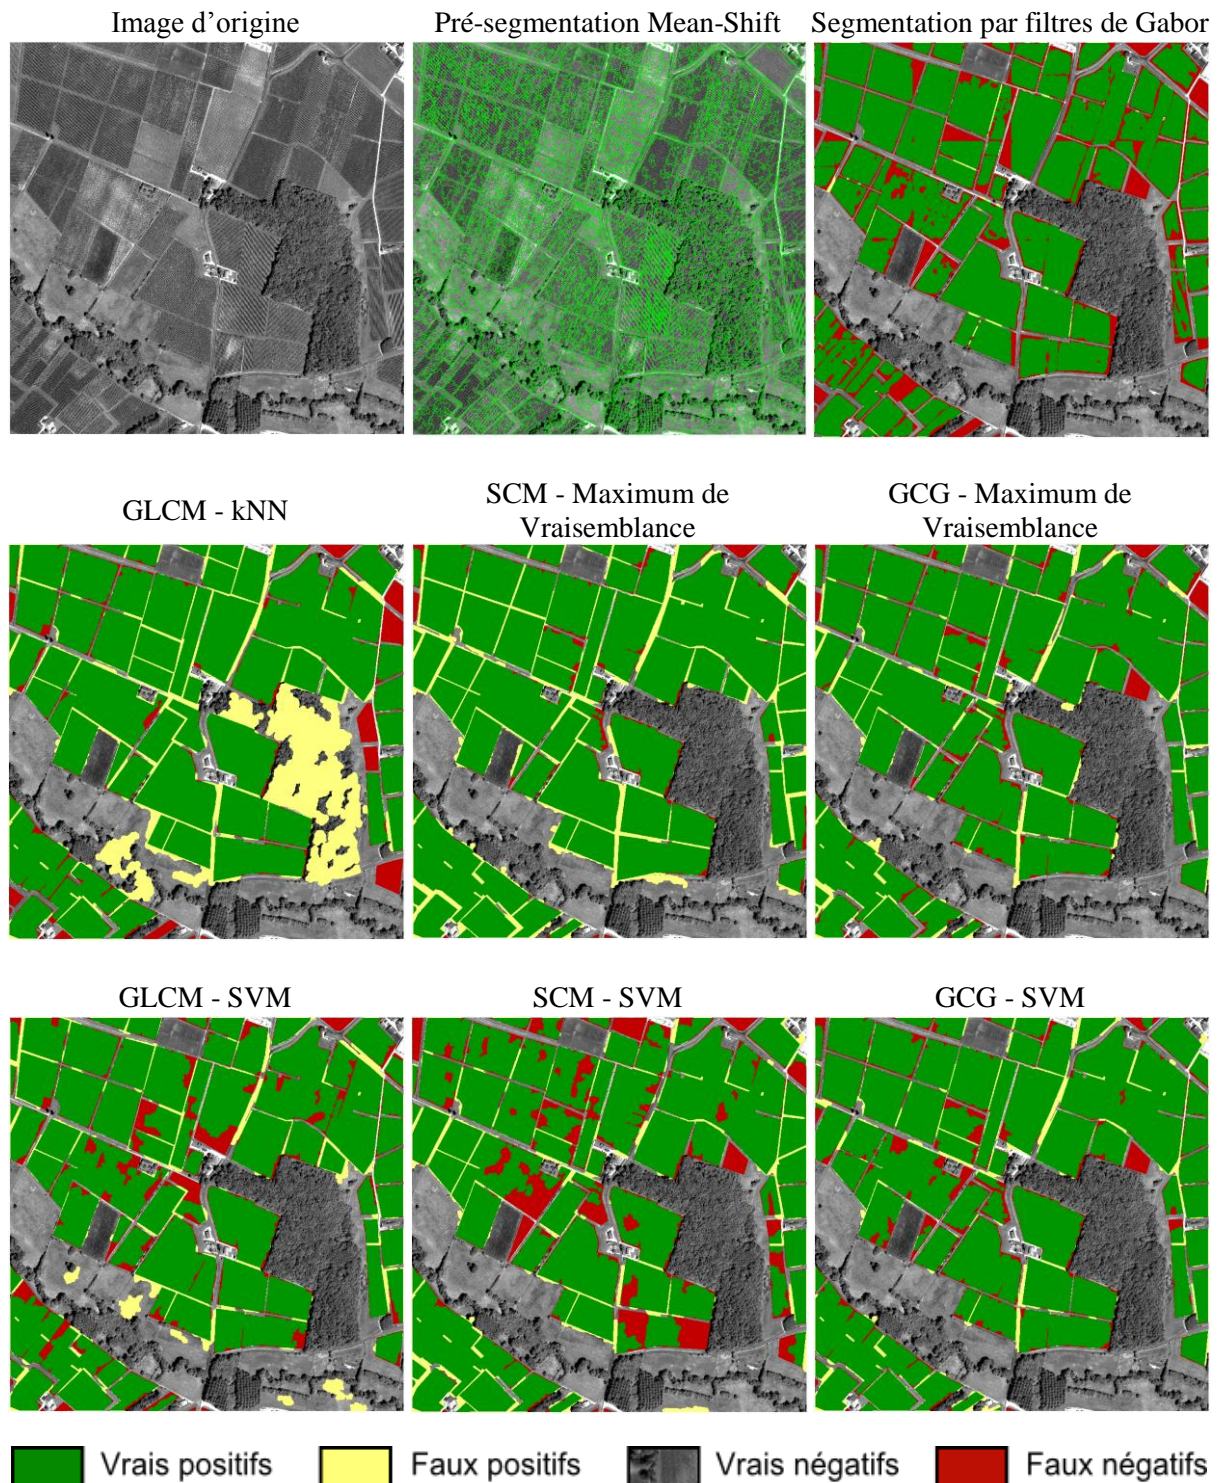 Image d’origine
Pré-segmentation Mean-Shift
Segmentation par filtres de Gabor
GLCM - kNN
SCM - Maximum de
Vraisemblance
GCG - Maximum de
Vraisemblance
GLCM - SVM
SCM - SVM
GCG - SVM
Vrais positifs
Faux positifs
Vrais négatifs
Faux négatifs